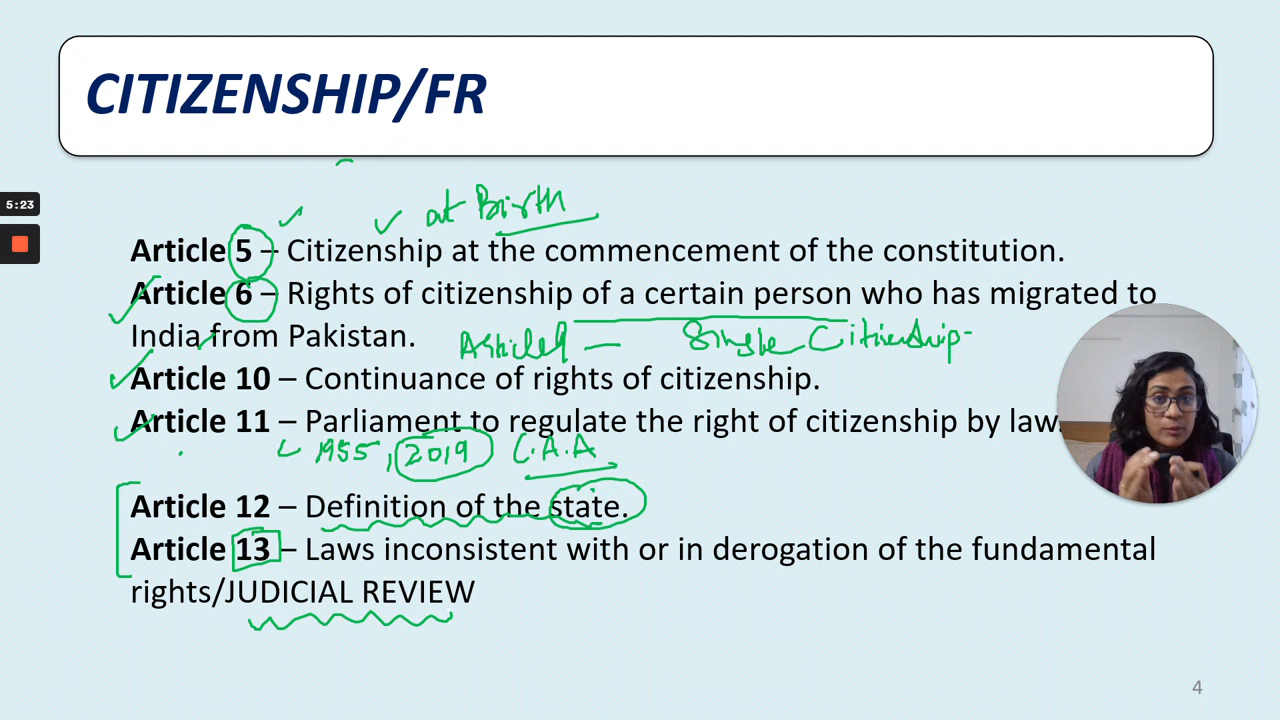 CITIZENSHIP/FR
5:23
at Birth
Article 5 – Citizenship at the commencement of the constitution.
Article 6 – Rights of citizenship of a certain person who has migrated to
India from Pakistan.
Article 9 — Single Citizenship
Article 10 – Continuance of rights of citizenship.
Article 11 – Parliament to regulate the right of citizenship by law.
1955, 2019 C.A.A
Article 12 – Definition of the state.
Article 13 – Laws inconsistent with or in derogation of the fundamental
rights/JUDICIAL REVIEW
4